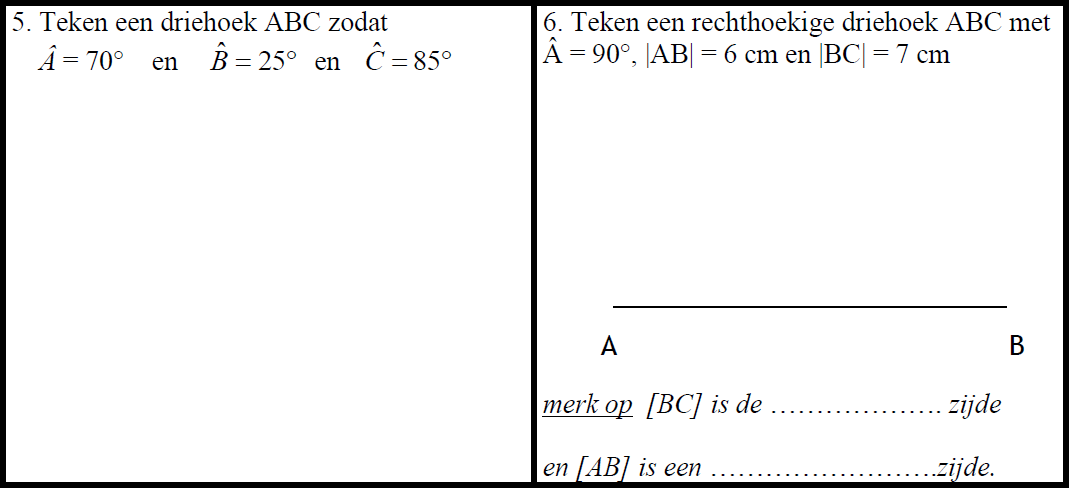 5. Teken een driehoek ABC zodat
Â = 70° en B̂ = 25° en Ĉ = 85°
6. Teken een rechthoekige driehoek ABC met
Â = 90°, |AB| = 6 cm en |BC| = 7 cm
A B
merk op [BC] is de ………………. zijde
en [AB] is een …………………….zijde.